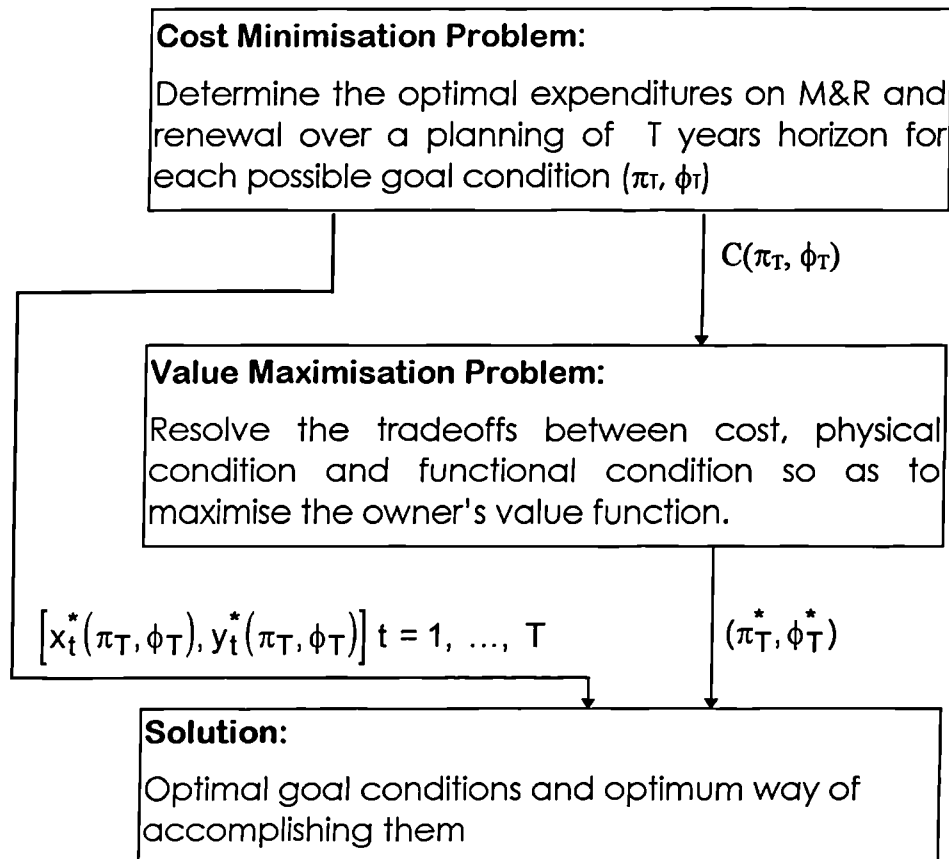 Cost Minimisation Problem:
Determine the optimal expenditures on M&R and
renewal over a planning of T years horizon for
each possible goal condition (πT, ϕT)
C(πT, ϕT)
Value Maximisation Problem:
Resolve the tradeoffs between cost, physical
condition and functional condition so as to
maximise the owner's value function.
[x*t(πT, ϕT), y*t(πT, ϕT)] t = 1, ..., T
(π*T, ϕ*T)
Solution:
Optimal goal conditions and optimum way of
accomplishing them